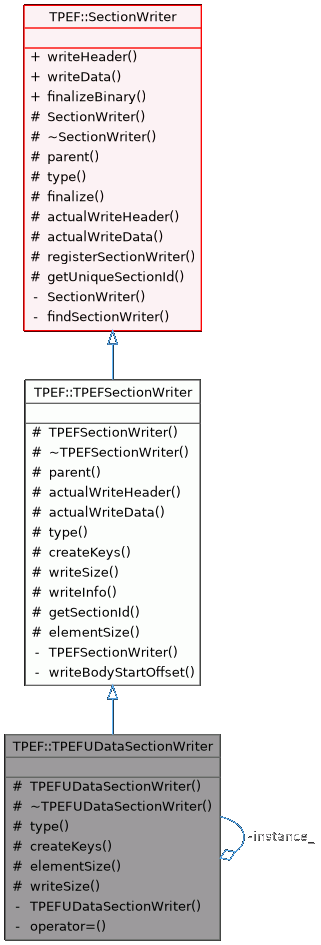 TPEF::SectionWriter
+ writeHeader()
+ writeData()
+ finalizeBinary()
# SectionWriter()
# ~SectionWriter()
# parent()
# type()
# finalize()
# actualWriteHeader()
# actualWriteData()
# registerSectionWriter()
# getUniqueSectionId()
- SectionWriter()
- findSectionWriter()
TPEF::TPEFSectionWriter
# TPEFSectionWriter()
# ~TPEFSectionWriter()
# parent()
# actualWriteHeader()
# actualWriteData()
# type()
# createKeys()
# writeSize()
# writeInfo()
# getSectionId()
# elementSize()
- TPEFSectionWriter()
- writeBodyStartOffset()
TPEF::TPEFUDataSectionWriter
# TPEFUDataSectionWriter()
# ~TPEFUDataSectionWriter()
# type()
# createKeys()
# elementSize()
# writeSize()
- TPEFUDataSectionWriter()
- operator=()
-instance_